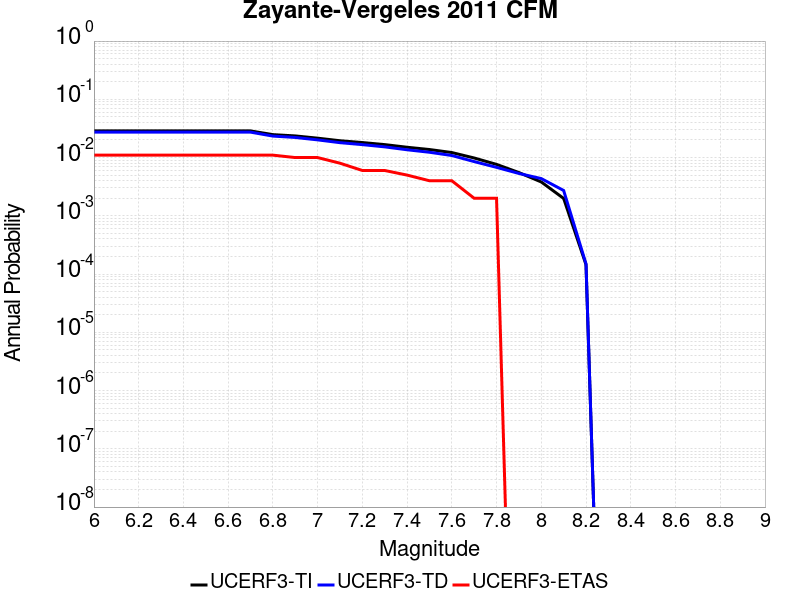 Zayante-Vergeles 2011 CFM
10^0
10^-1
10^-2
10^-3
10^-4
10^-5
10^-6
10^-7
10^-8
Annual Probability
6 6.2 6.4 6.6 6.8 7 7.2 7.4 7.6 7.8 8 8.2 8.4 8.6 8.8 9
Magnitude
UCERF3-TI UCERF3-TD UCERF3-ETAS